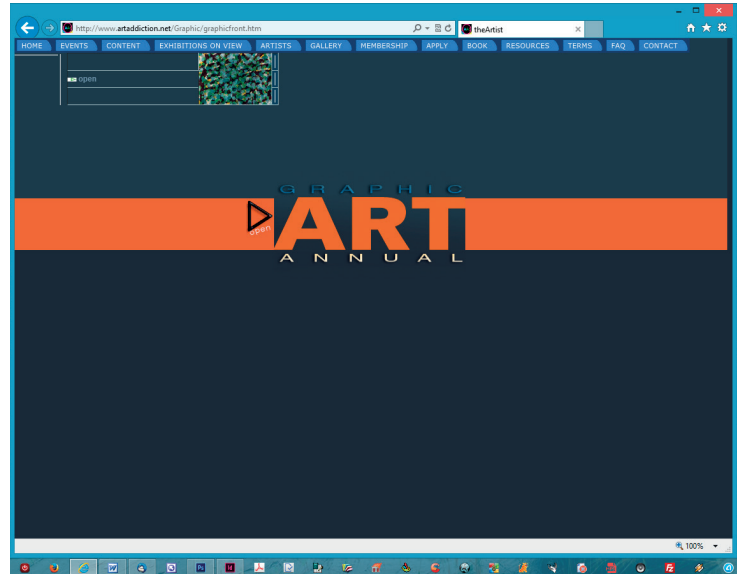 http://www.artaddiction.net/Graphic/graphicfront.htm
theArtist
HOME EVENTS CONTENT EXHIBITIONS ON VIEW ARTISTS GALLERY MEMBERSHIP APPLY BOOK RESOURCES TERMS FAQ CONTACT
open
GRAPHIC
ART
open
ANNUAL
100%